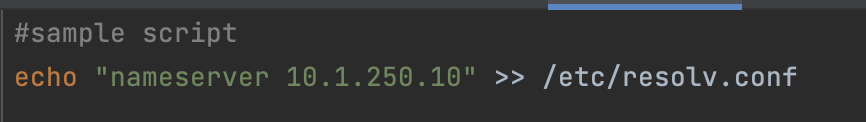 #sample script
echo "nameserver 10.1.250.10" >> /etc/resolv.conf